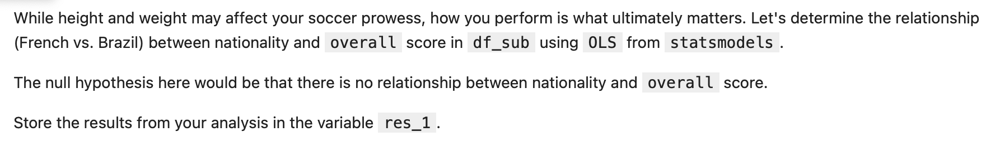 While height and weight may affect your soccer prowess, how you perform is what ultimately matters. Let's determine the relationship
(French vs. Brazil) between nationality and overall score in df_sub using OLS from statsmodels .
The null hypothesis here would be that there is no relationship between nationality and overall score.
Store the results from your analysis in the variable res_1 .